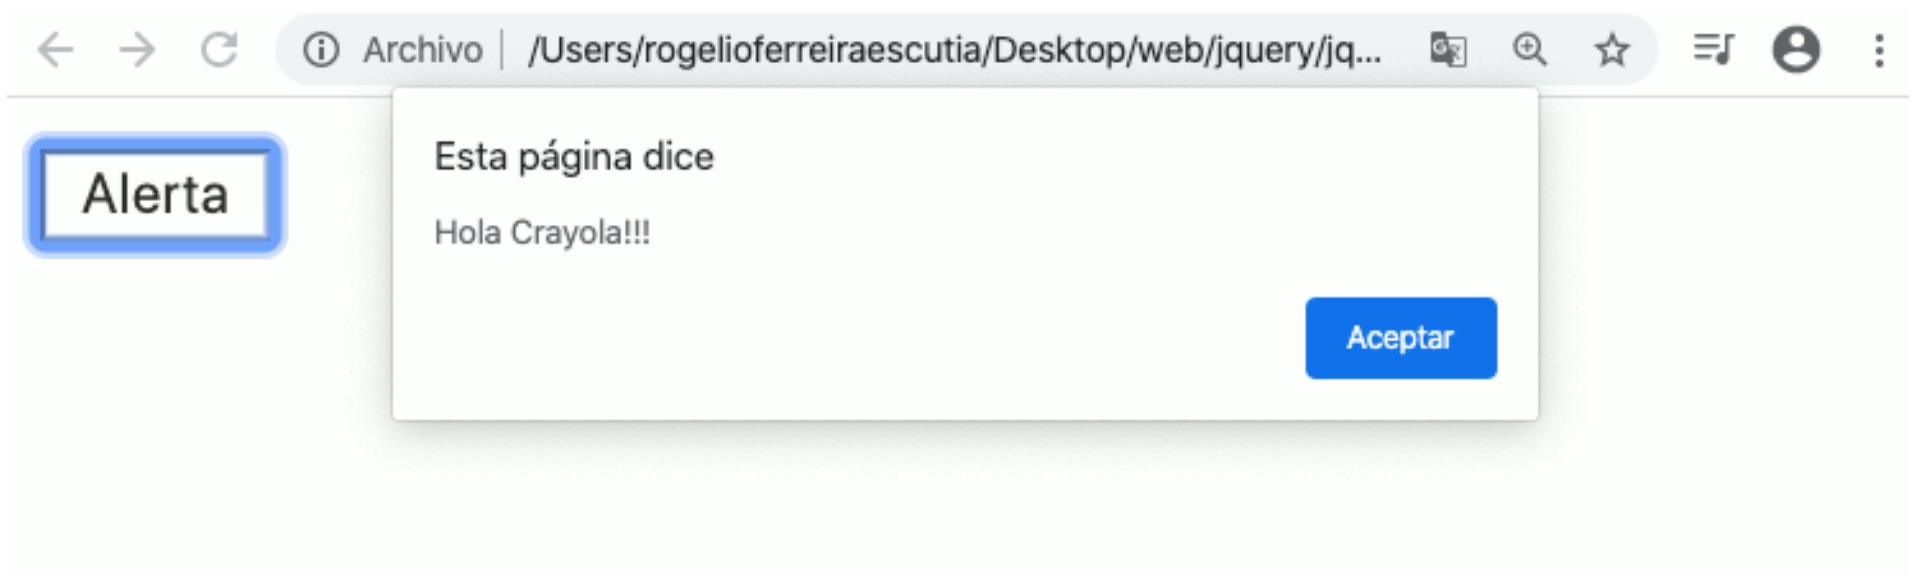 Archivo | /Users/rogelioferreiraescutia/Desktop/web/jquery/jq...
Alerta
Esta página dice
Hola Crayola!!!
Aceptar